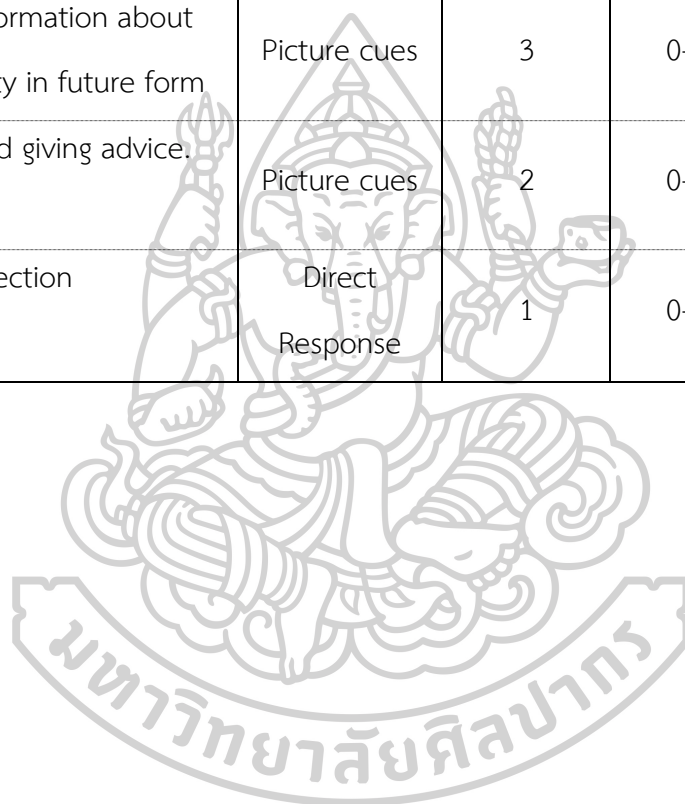 ormation about
Picture cues 3 0-
ty in future form
d giving advice.
Picture cues 2 0-
ection Direct
1 0-
Response
มหาวิทยาลัยศิลปากร